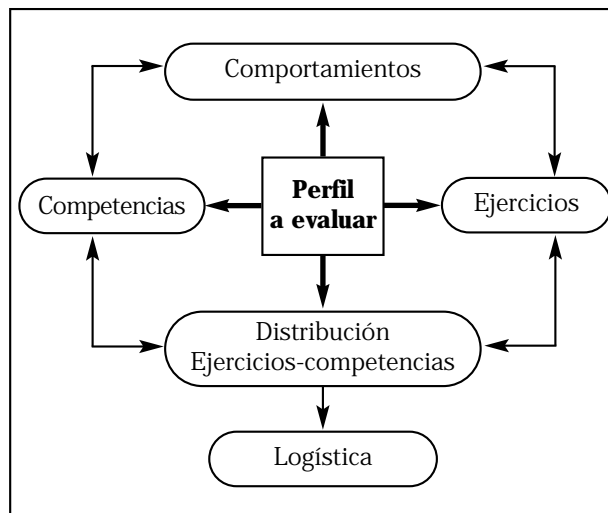 Comportamientos
Competencias
Perfil
a evaluar
Ejercicios
Distribución
Ejercicios-competencias
Logística